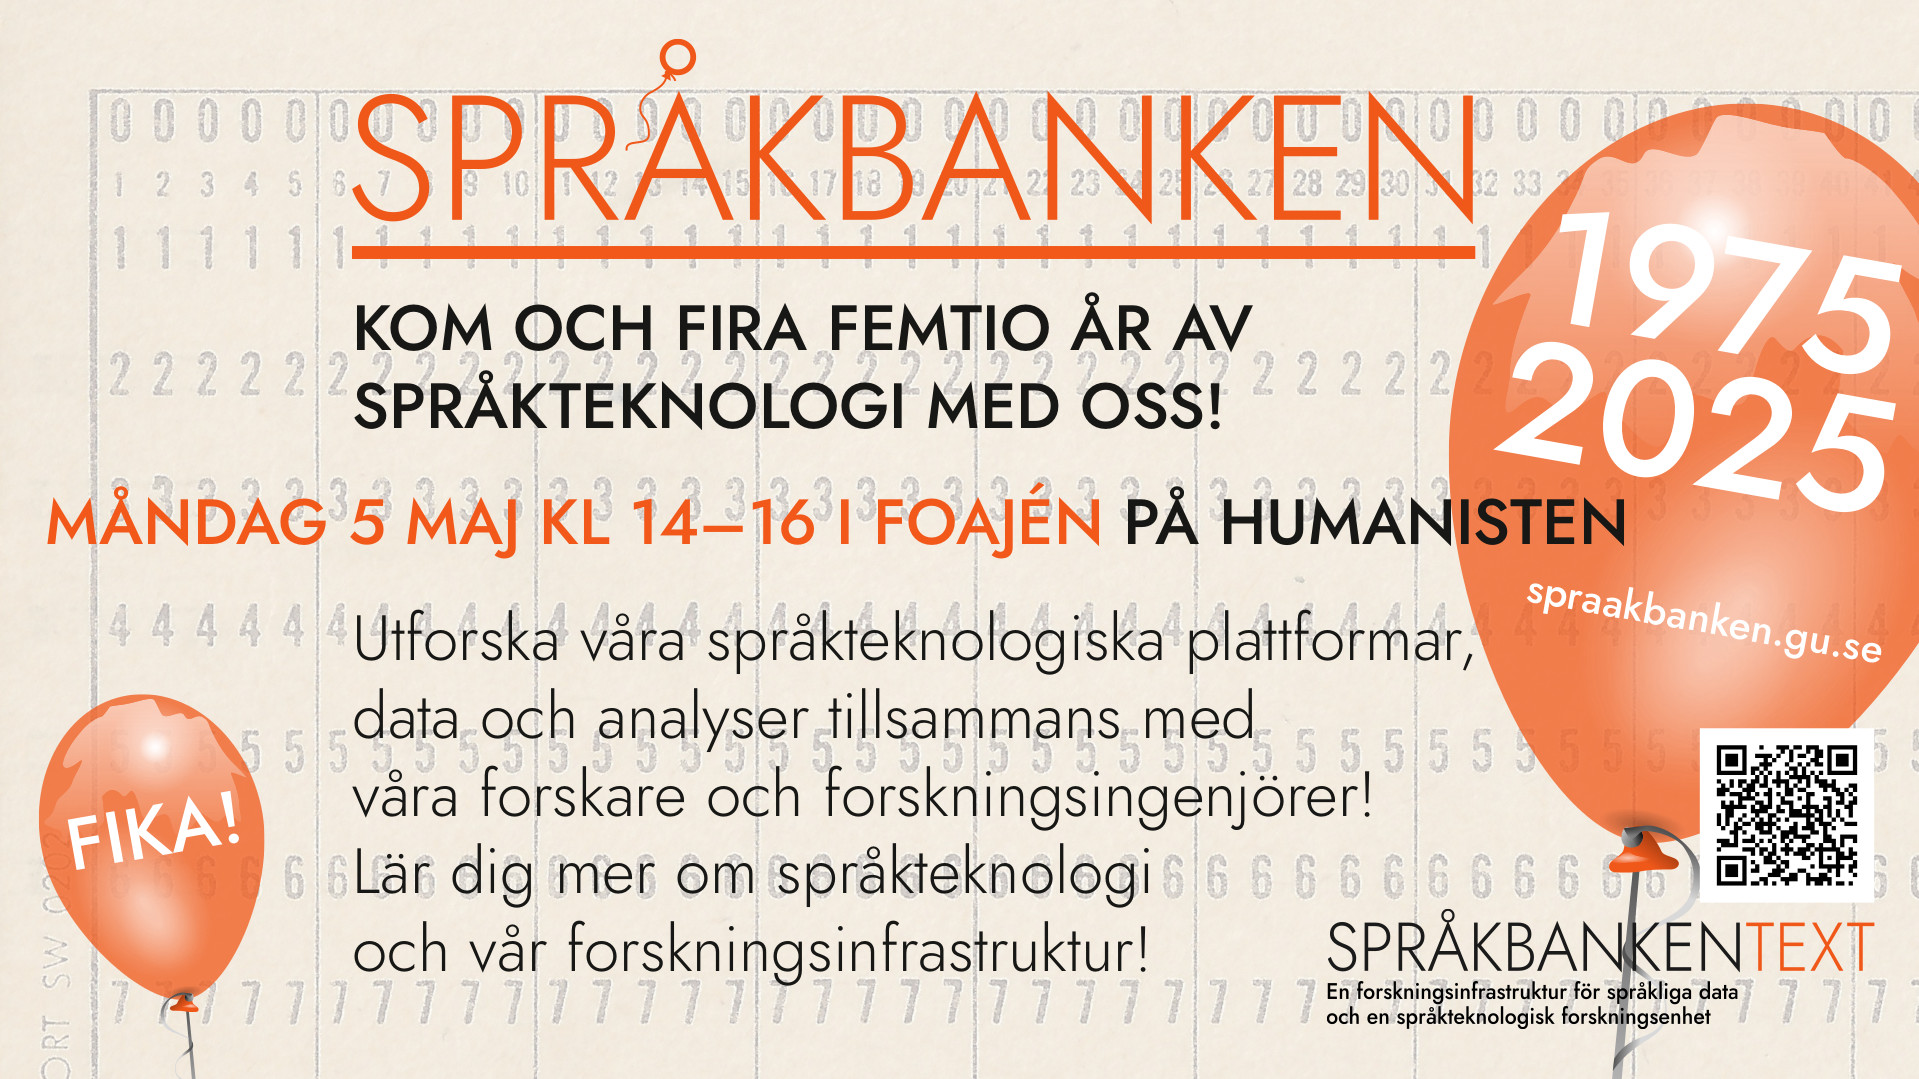 SPRÅKBANKEN
KOM OCH FIRA FEMTIO ÅR AV
SPRÅKTEKNOLOGI MED OSS!
MÅNDAG 5 MAJ KL 14–16 I FOAJÉN PÅ HUMANISTEN
Utforska våra språkteknologiska plattformar,
data och analyser tillsammans med
våra forskare och forskningsingenjörer!
Lär dig mer om språkteknologi
och vår forskningsinfrastruktur!
1975
2025
spraakbanken.gu.se
FIKA!
SPRÅKBANKENTEXT
En forskningsinfrastruktur för språkliga data
och en språkteknologisk forskningsenhet